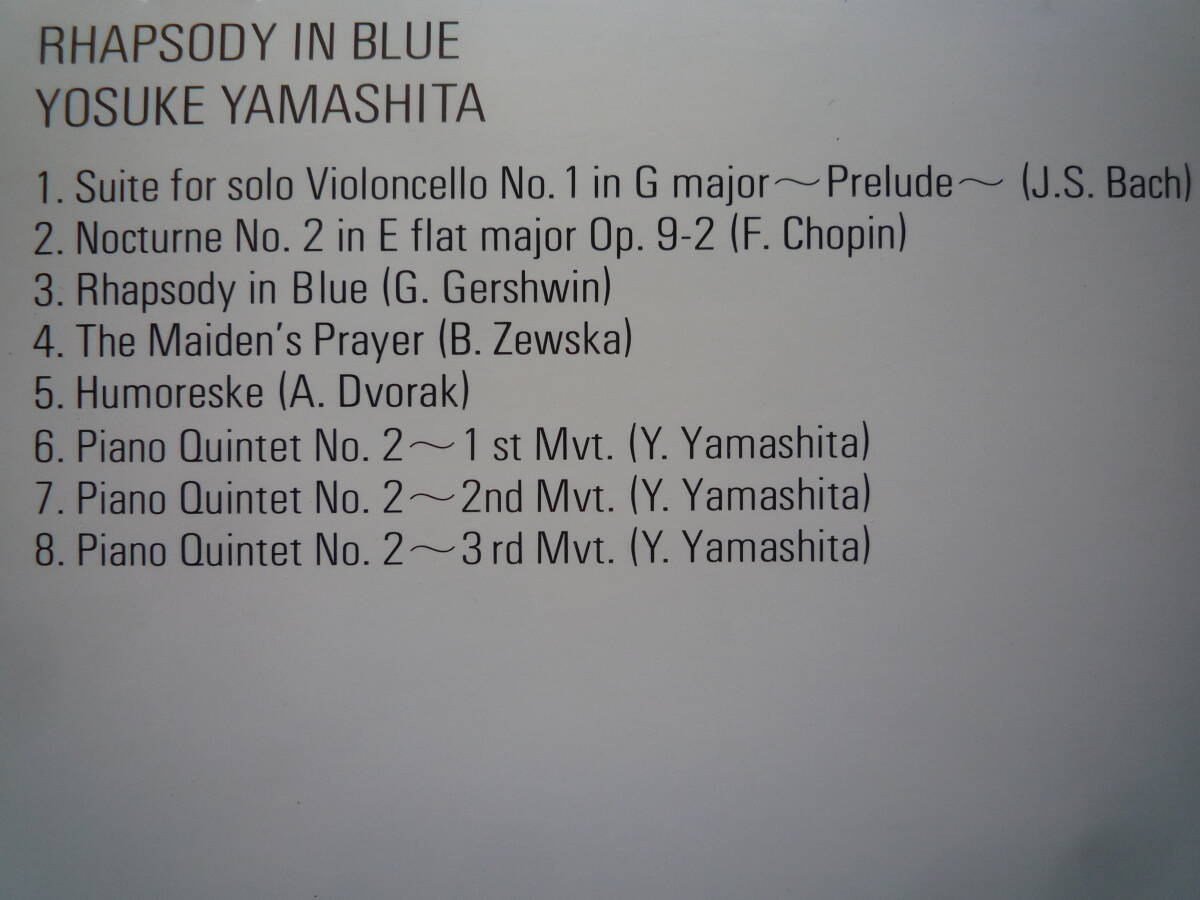 RHAPSODY IN BLUE
YOSUKE YAMASHITA
1. Suite for solo Violoncello No. 1 in G major～Prelude～ (J.S. Bach)
2. Nocturne No. 2 in E flat major Op. 9-2 (F. Chopin)
3. Rhapsody in Blue (G. Gershwin)
4. The Maiden's Prayer (B. Zewska)
5. Humoreske (A. Dvorak)
6. Piano Quintet No. 2～1 st Mvt. (Y. Yamashita)
7. Piano Quintet No. 2～2nd Mvt. (Y. Yamashita)
8. Piano Quintet No. 2～3 rd Mvt. (Y. Yamashita)